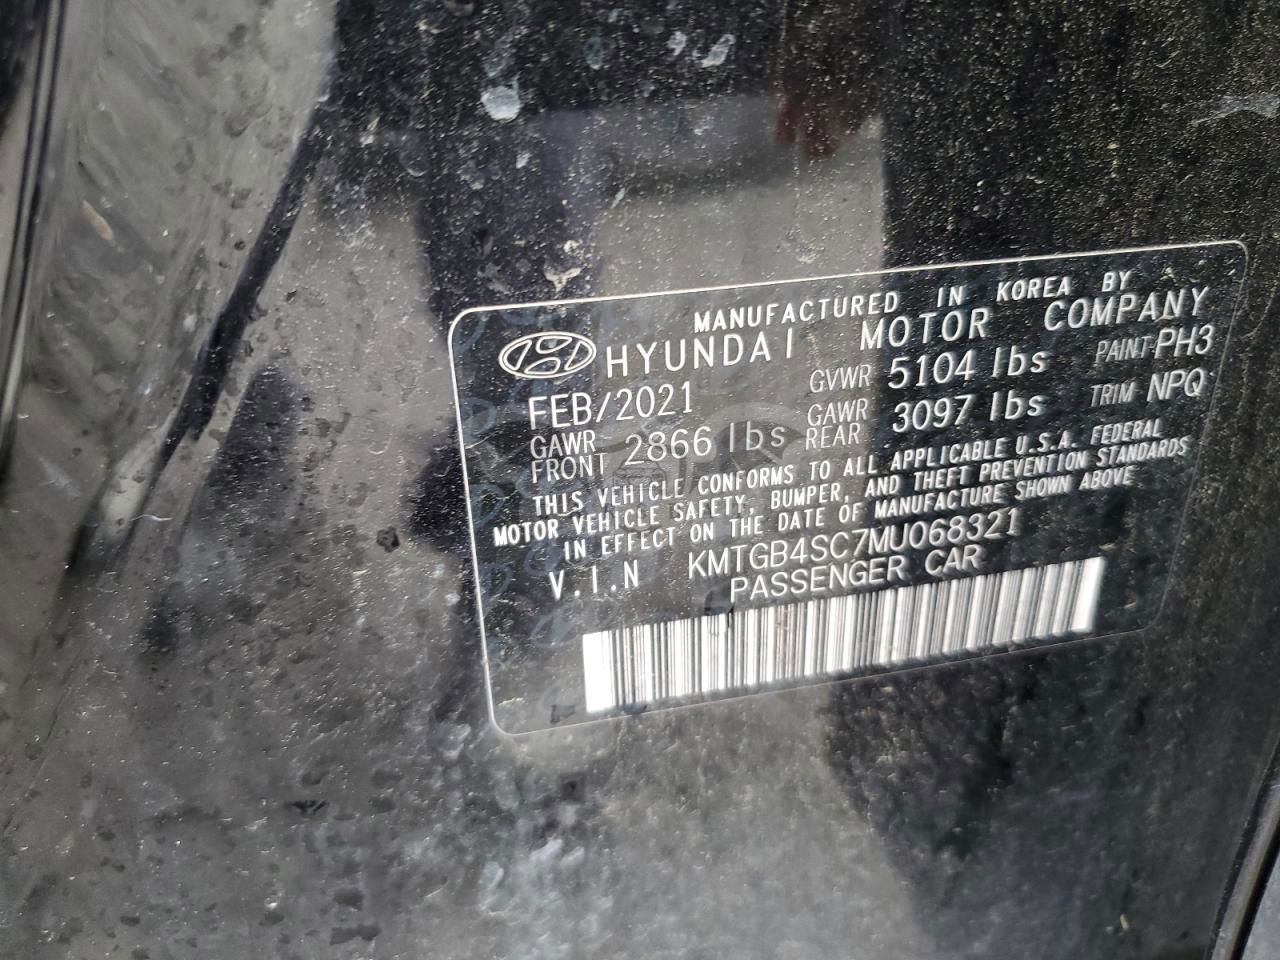 MANUFACTURED IN KOREA BY
HYUNDAI MOTOR COMPANY
FEB/2021 GVWR 5104 lbs PAINT PH3
GAWR FRONT 2866 lbs GAWR REAR 3097 lbs TRIM NPQ
THIS VEHICLE CONFORMS TO ALL APPLICABLE U.S.A. FEDERAL
MOTOR VEHICLE SAFETY, BUMPER, AND THEFT PREVENTION STANDARDS
IN EFFECT ON THE DATE OF MANUFACTURE SHOWN ABOVE
V.I.N KMTGB4SC7MU068321
PASSENGER CAR